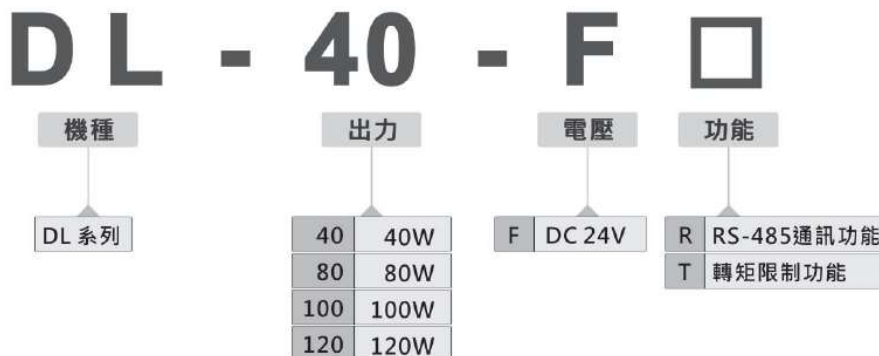 DL - 40 - F □
機種 出力 電壓 功能
DL 系列 40 40W F DC 24V R RS-485通訊功能
80 80W T 轉矩限制功能
100 100W
120 120W